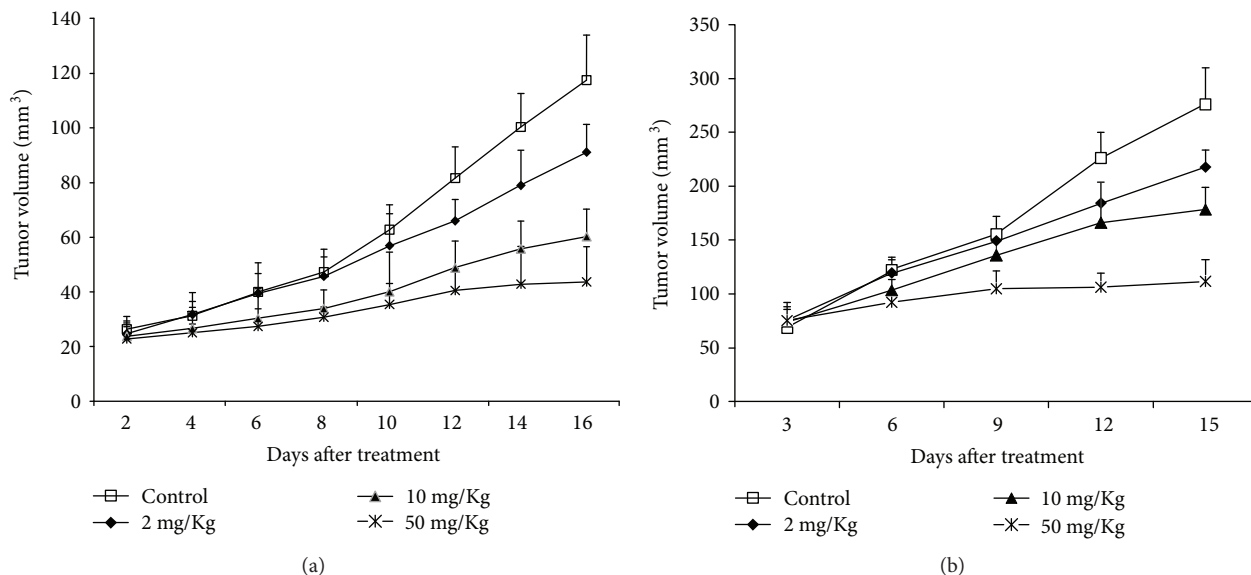 140
120
100
80
60
40
20
0
Tumor volume (mm³)
2 4 6 8 10 12 14 16
Days after treatment
Control
2 mg/Kg
10 mg/Kg
50 mg/Kg
(a)
350
300
250
200
150
100
50
0
Tumor volume (mm³)
3 6 9 12 15
Days after treatment
Control
2 mg/Kg
10 mg/Kg
50 mg/Kg
(b)